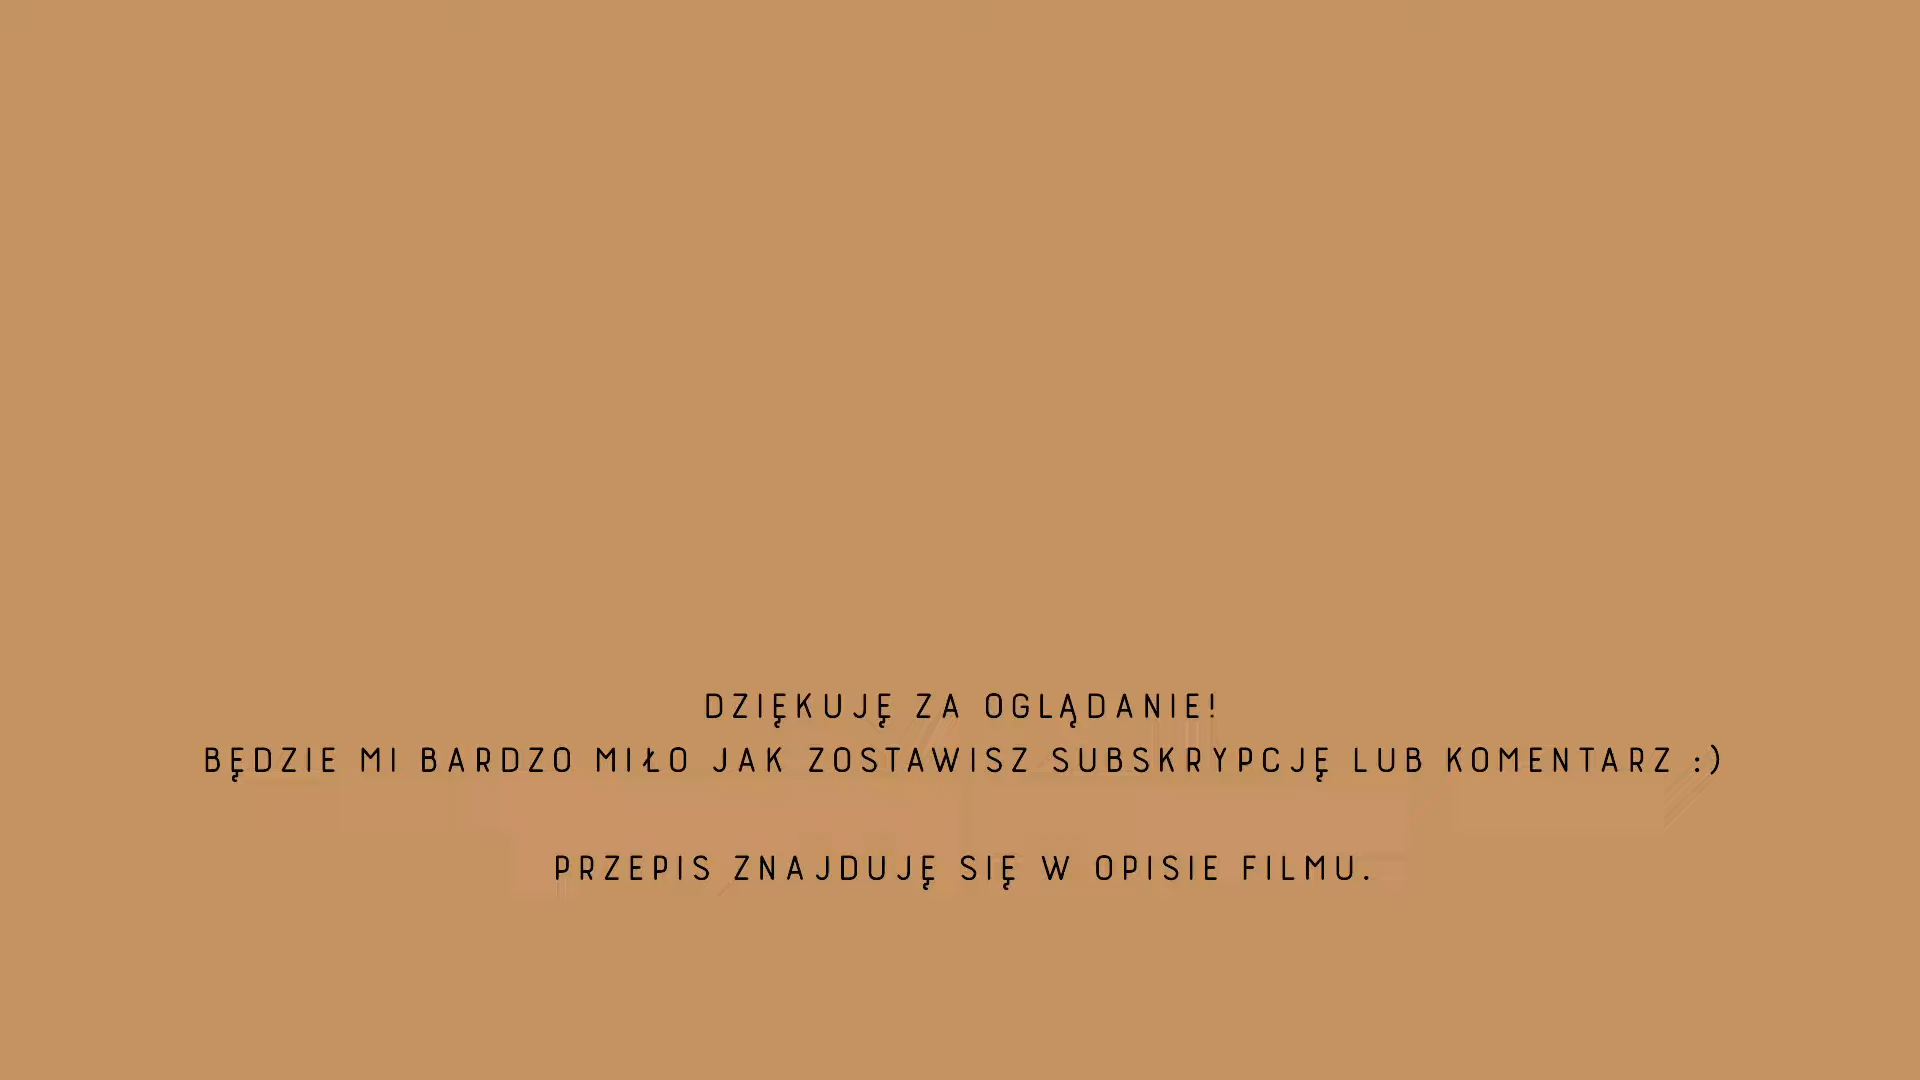 DZIĘKUJĘ ZA OGLĄDANIE!
BĘDZIE MI BARDZO MIŁO JAK ZOSTAWISZ SUBSKRYPCJĘ LUB KOMENTARZ :)
PRZEPIS ZNAJDUJĘ SIĘ W OPISIE FILMU.